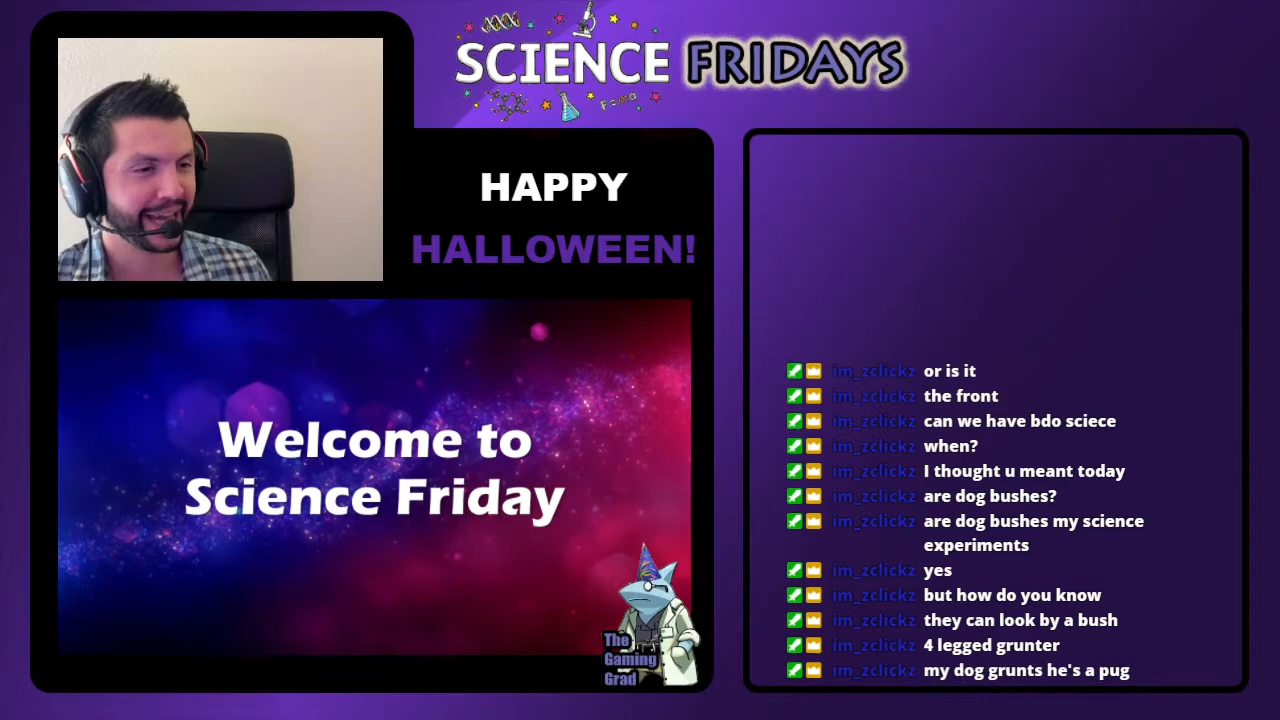 SCIENCE FRIDAYS
HAPPY
HALLOWEEN!
Welcome to
Science Friday
The
Gaming
Grad
im_zclickz or is it
im_zclickz the front
im_zclickz can we have bdo sciece
im_zclickz when?
im_zclickz I thought u meant today
im_zclickz are dog bushes?
im_zclickz are dog bushes my science
experiments
im_zclickz yes
im_zclickz but how do you know
im_zclickz they can look by a bush
im_zclickz 4 legged grunter
im_zclickz my dog grunts he's a pug